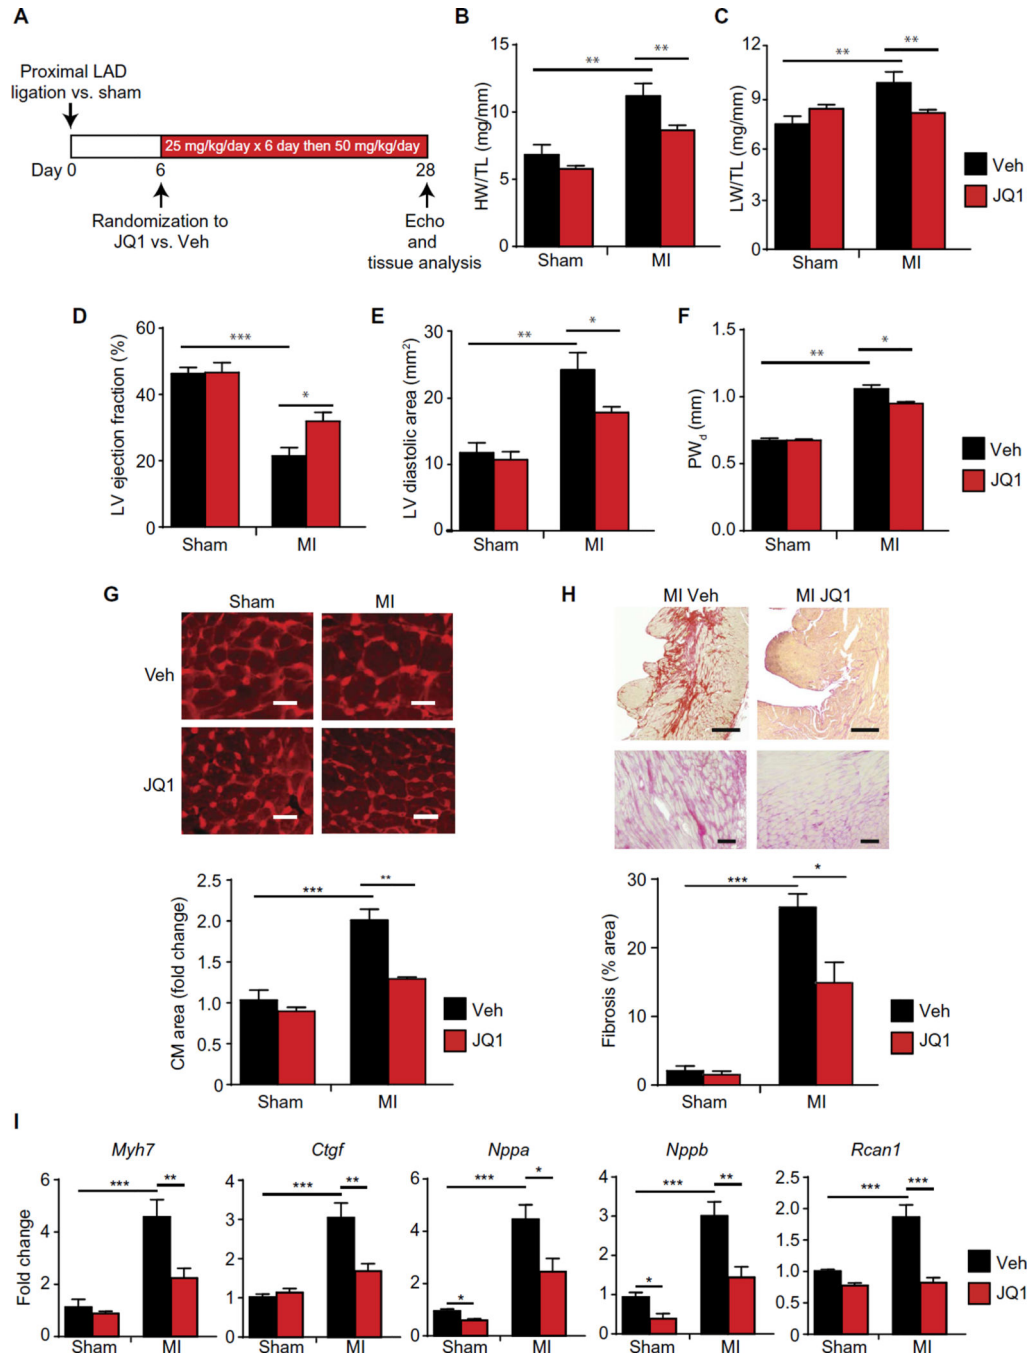 A
Proximal LAD
ligation vs. sham
25 mg/kg/day x 6 day then 50 mg/kg/day
Day 0
6
28
Randomization to
JQ1 vs. Veh
Echo
and
tissue analysis
B
HW/TL (mg/mm)
15
10
5
0
**
**
Sham
MI
C
LW/TL (mg/mm)
12
9
6
3
0
**
**
Sham
MI
Veh
JQ1
D
LV ejection fraction (%)
60
40
20
0
***
*
Sham
MI
E
LV diastolic area (mm²)
30
20
10
0
**
*
Sham
MI
F
PWd (mm)
1.5
1.0
0.5
0.0
**
*
Sham
MI
Veh
JQ1
G
Sham
MI
Veh
JQ1
CM area (fold change)
2.5
2.0
1.5
1.0
0.5
0
***
**
Sham
MI
Veh
JQ1
H
MI Veh
MI JQ1
Fibrosis (% area)
30
20
10
0
***
*
Sham
MI
Veh
JQ1
I
Fold change
Myh7
6
4
2
0
***
**
Sham
MI
Ctgf
4
3
2
1
0
***
**
Sham
MI
Nppa
6
4
2
0
***
*
*
Sham
MI
Nppb
4
3
2
1
0
***
**
*
Sham
MI
Rcan1
2.5
2.0
1.5
1.0
0.5
0
***
***
Sham
MI
Veh
JQ1